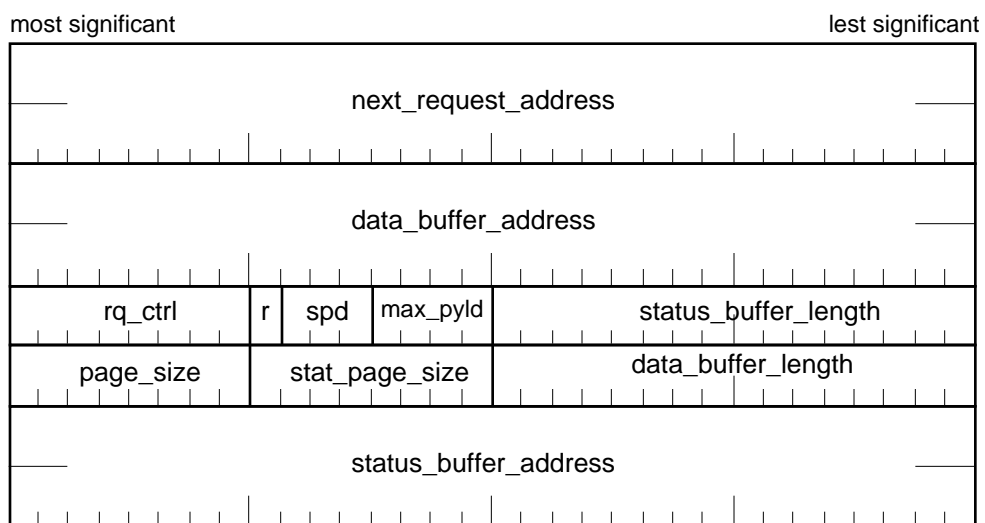 most significant lest significant
next_request_address
data_buffer_address
rq_ctrl r spd max_pyld status_buffer_length
page_size stat_page_size data_buffer_length
status_buffer_address